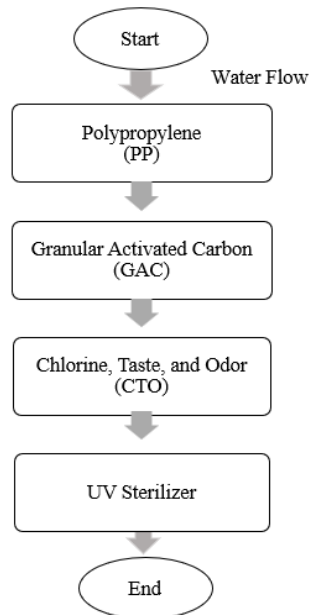 Start
Water Flow
Polypropylene
(PP)
Granular Activated Carbon
(GAC)
Chlorine, Taste, and Odor
(CTO)
UV Sterilizer
End